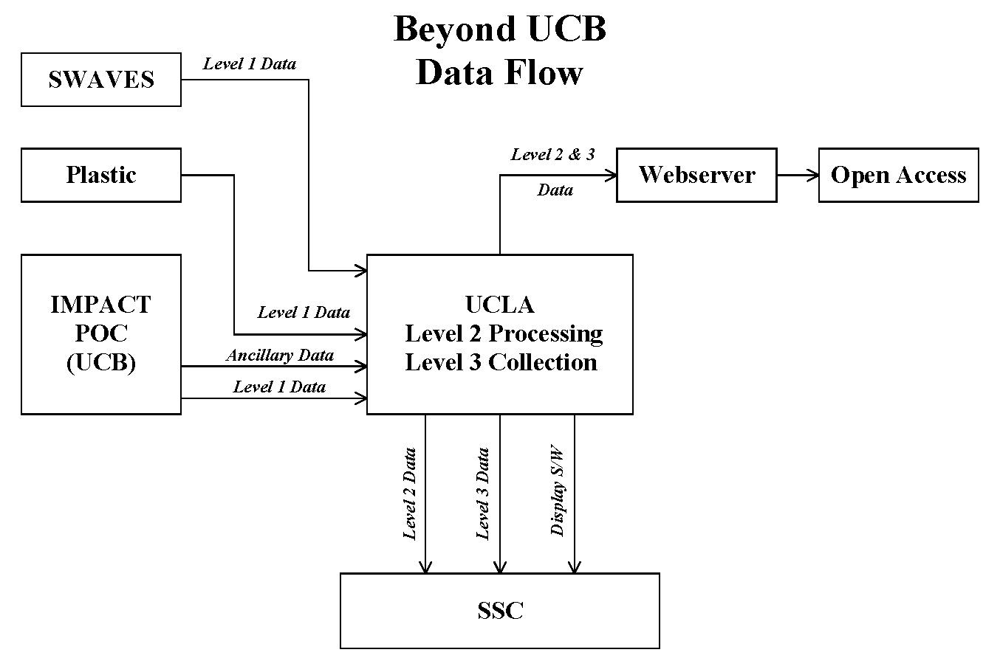 Beyond UCB
Data Flow
SWAVES
Level 1 Data
Plastic
Level 2 & 3
Data
Webserver
Open Access
IMPACT
POC
(UCB)
Level 1 Data
Ancillary Data
Level 1 Data
UCLA
Level 2 Processing
Level 3 Collection
Level 2 Data
Level 3 Data
Display S/W
SSC